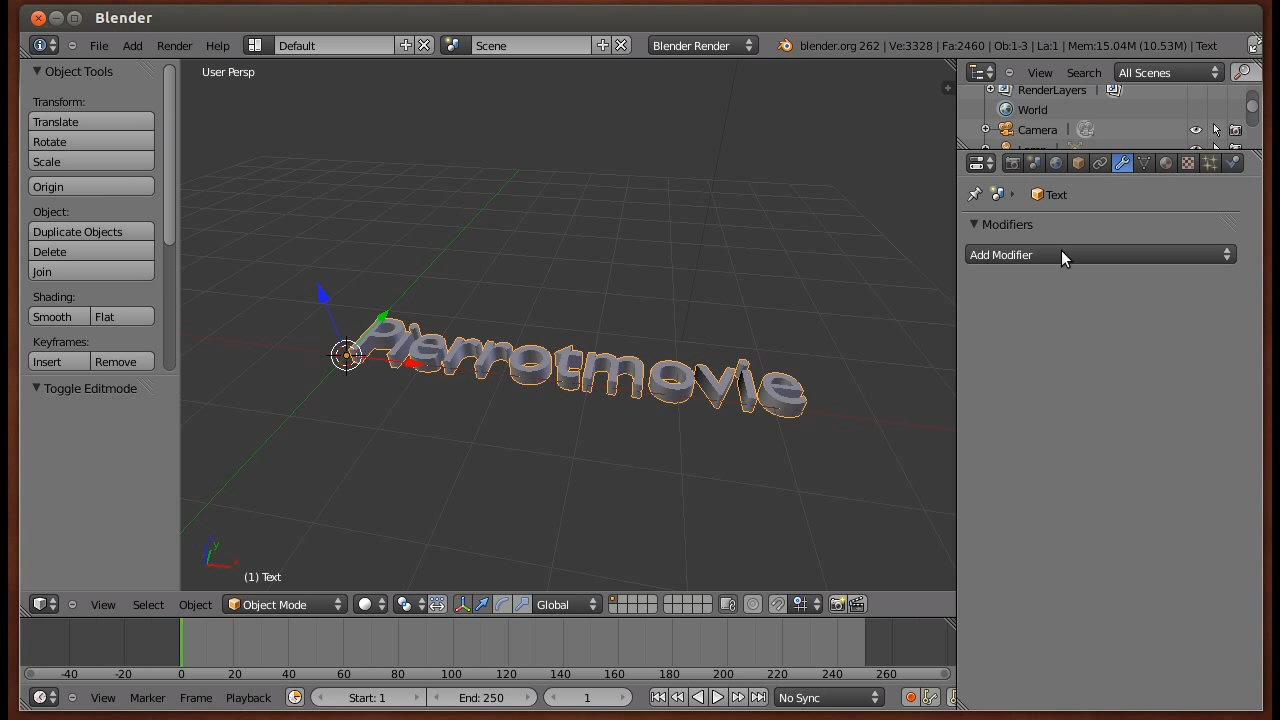 Blender
File Add Render Help Default Scene Blender Render blender.org 262 | Ve:3328 | Fa:2460 | Ob:1-3 | La:1 | Mem:15.04M (10.53M) | Text
Object Tools
Transform:
Translate
Rotate
Scale
Origin
Object:
Duplicate Objects
Delete
Join
Shading:
Smooth Flat
Keyframes:
Insert Remove
Toggle Editmode
User Persp
Pierrotmovie
z
y
x
(1) Text
View Select Object Object Mode Global
-40 -20 0 20 40 60 80 100 120 140 160 180 200 220 240 260
View Marker Frame Playback Start: 1 End: 250 1 No Sync
View Search All Scenes
RenderLayers |
World
Camera |
Text
Modifiers
Add Modifier